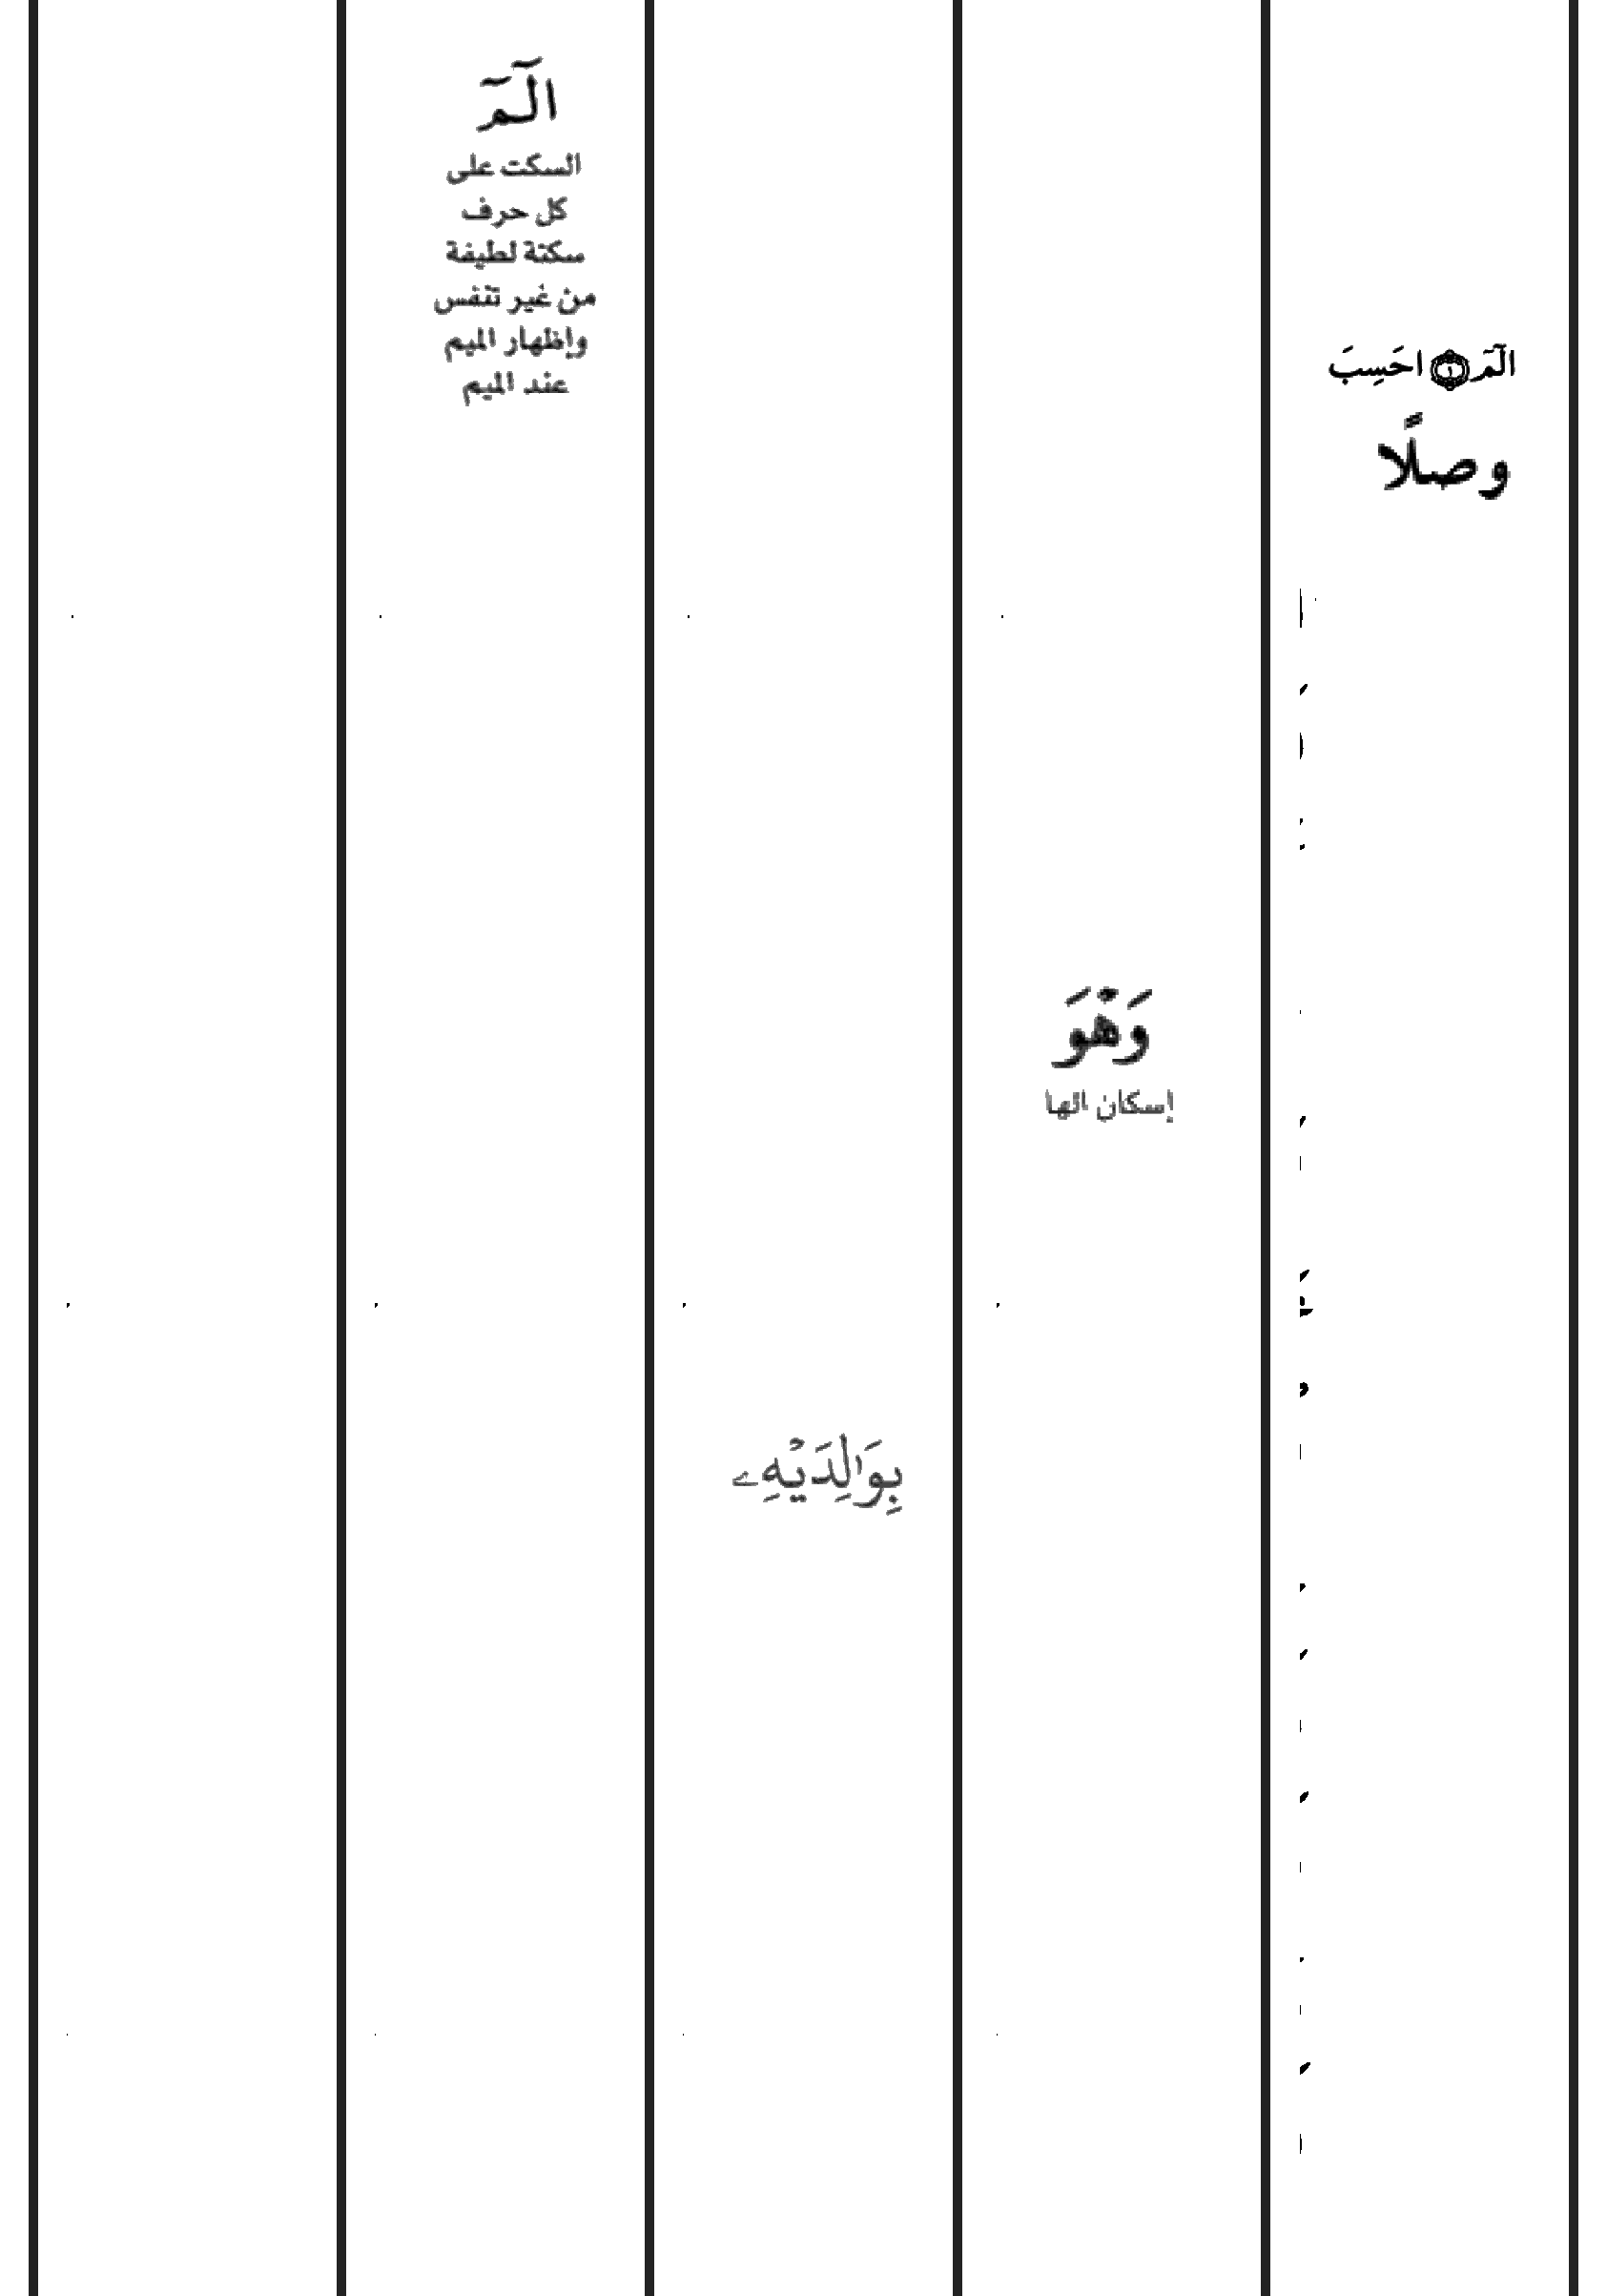 الٓمٓ ١ احَسِبَ
وصلًا
وَهْوَ
إسكان الها
بِوَٰلِدَيْهِۦ
الٓمٓ
السكت على
كل حرف
سكتة لطيفة
من غير تنفس
وإظهار الميم
عند الميم